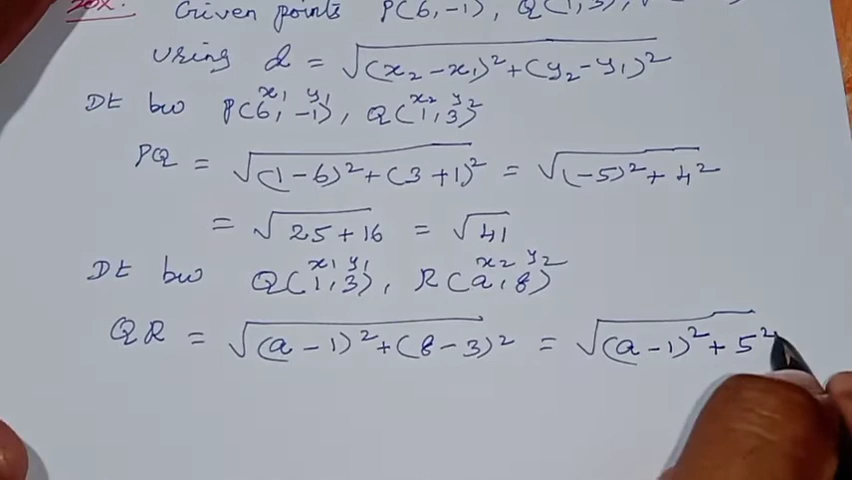 Sol. Given points P(6,-1), Q(1,3),
Using d = √(x₂-x₁)²+(y₂-y₁)²
Dt bw P(6,-1), Q(1,3)
x₁ y₁ x₂ y₂
PQ = √(1-6)²+(3+1)² = √(-5)²+4²
= √25+16 = √41
Dt bw Q(1,3), R(a,8)
x₁ y₁ x₂ y₂
QR = √(a-1)²+(8-3)² = √(a-1)²+5²